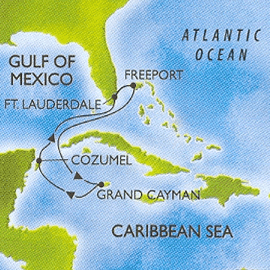 ATLANTIC
OCEAN
GULF OF
MEXICO
FREEPORT
FT. LAUDERDALE
COZUMEL
GRAND CAYMAN
CARIBBEAN SEA